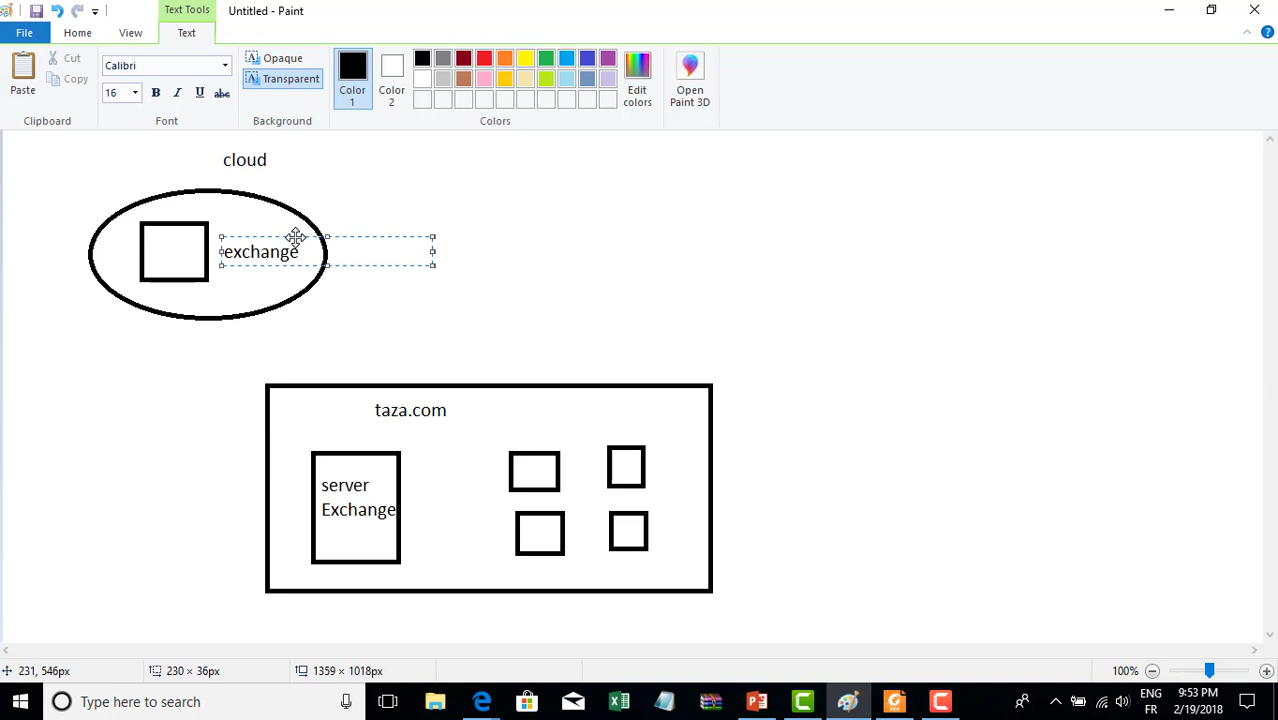 Text Tools
Untitled - Paint
File
Home
View
Text
Paste
Cut
Copy
Clipboard
Calibri
16
B I U abc
Font
A Opaque
A Transparent
Background
Color 1
Color 2
Edit colors
Colors
Open Paint 3D
cloud
exchange
taza.com
server
Exchange
231, 546px
230 × 36px
1359 × 1018px
100%
Type here to search
ENG
FR
9:53 PM
2/19/2018